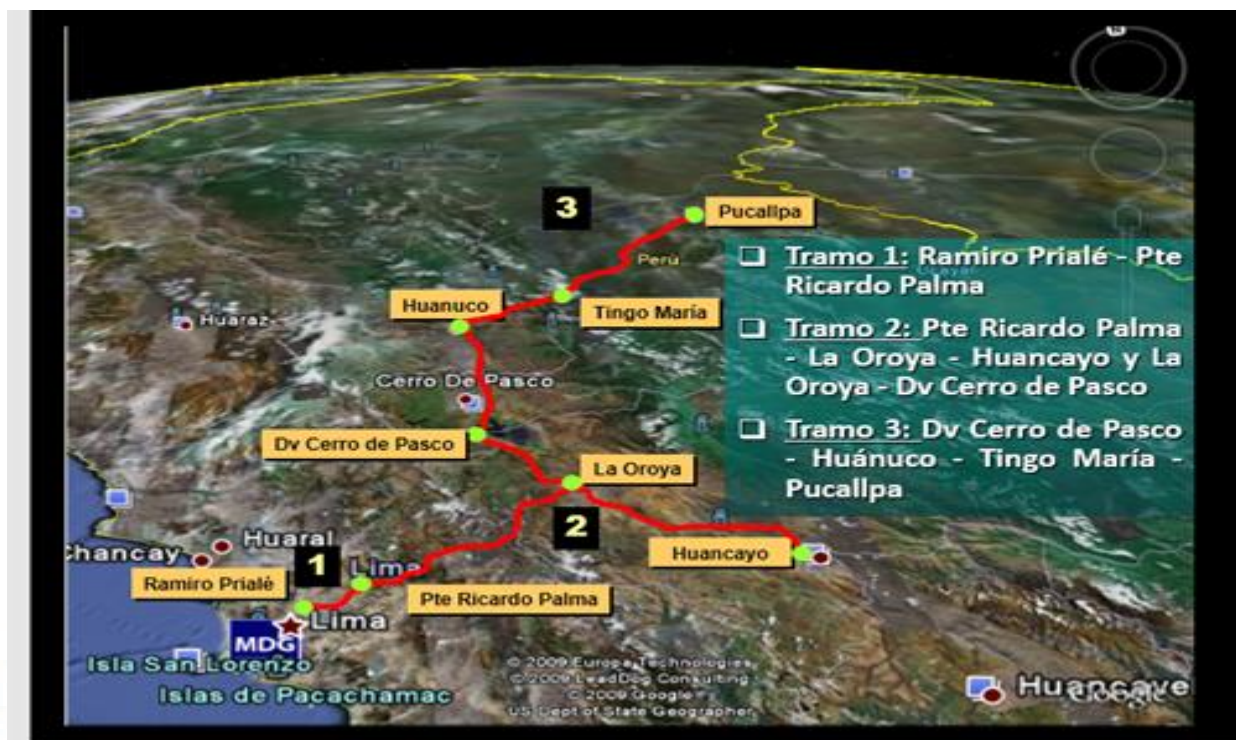 N
3
Pucallpa
Perú
Tramo 1: Ramiro Prialé - Pte
Ricardo Palma
Tramo 2: Pte Ricardo Palma
- La Oroya - Huancayo y La
Oroya - Dv Cerro de Pasco
Tramo 3: Dv Cerro de Pasco
- Huánuco - Tingo María -
Pucallpa
Huanuco
Tingo María
Huaraz
Cerro De Pasco
Dv Cerro de Pasco
La Oroya
2
Huancayo
Huaral
Chancay
1
Lima
Ramiro Prialé
Pte Ricardo Palma
Lima
MDG
Isla San Lorenzo
Islas de Pacachamac
© 2009 Europa Technologies
© 2009 LeadDog Consulting
© 2009 Google
US Dept of State Geographer
Huancave
Google